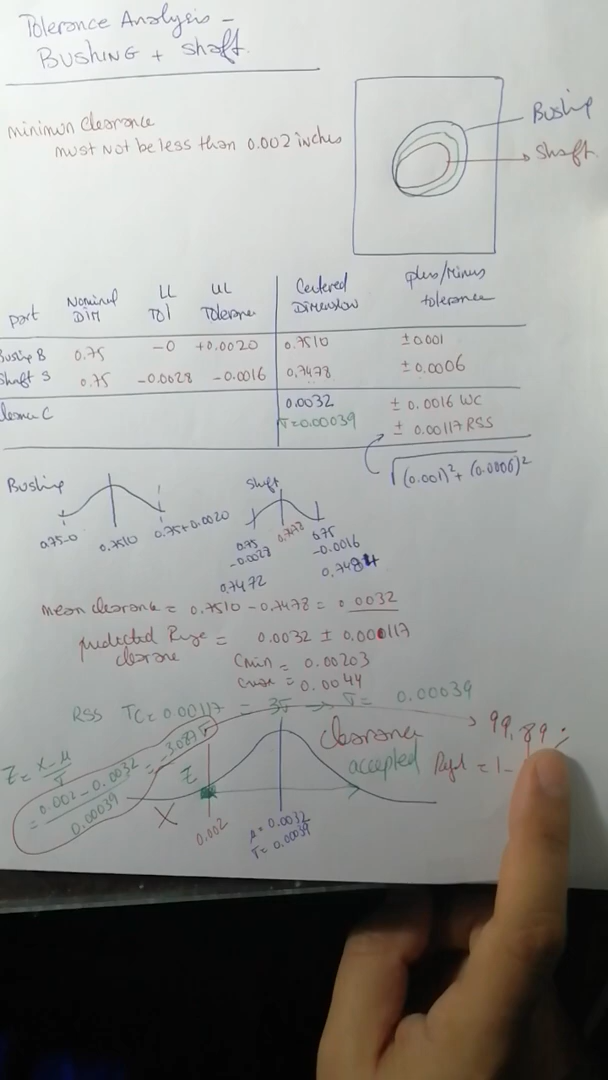 Tolerance Analysis -
BUSHING + Shaft.
minimum clearance
must not be less than 0.002 inches
Bushing
Shaft
part Nominal DIM LL Tol UL Tolerance Centered DIMENSION plus/Minus tolerance
Bushing B 0.75 -0 +0.0020 0.7510 ±0.001
Shaft S 0.75 -0.0028 -0.0016 0.7478 ±0.0006
C 0.0032 ± 0.0016 WC
σ=0.00039 ± 0.00117 RSS
√(0.001)²+(0.0006)²
Bushing
0.75-0 0.7510 0.75+0.0020
Shaft
0.75 -0.0028 0.7472
0.75 -0.0016 0.7484
mean clearance = 0.7510 - 0.7478 = 0.0032
predicted Range clearance = 0.0032 ±
Cmin = 0.00203
Cmax = 0.0044
RSS Tc = 0.00117 = 3σ → σ = 0.00039
99.89%
Z = x-μ/σ
= 0.002-0.0032/0.00039 =
clearance
accepted
= 1-
Z
X
0.002
μ = 0.0032
σ = 0.00039